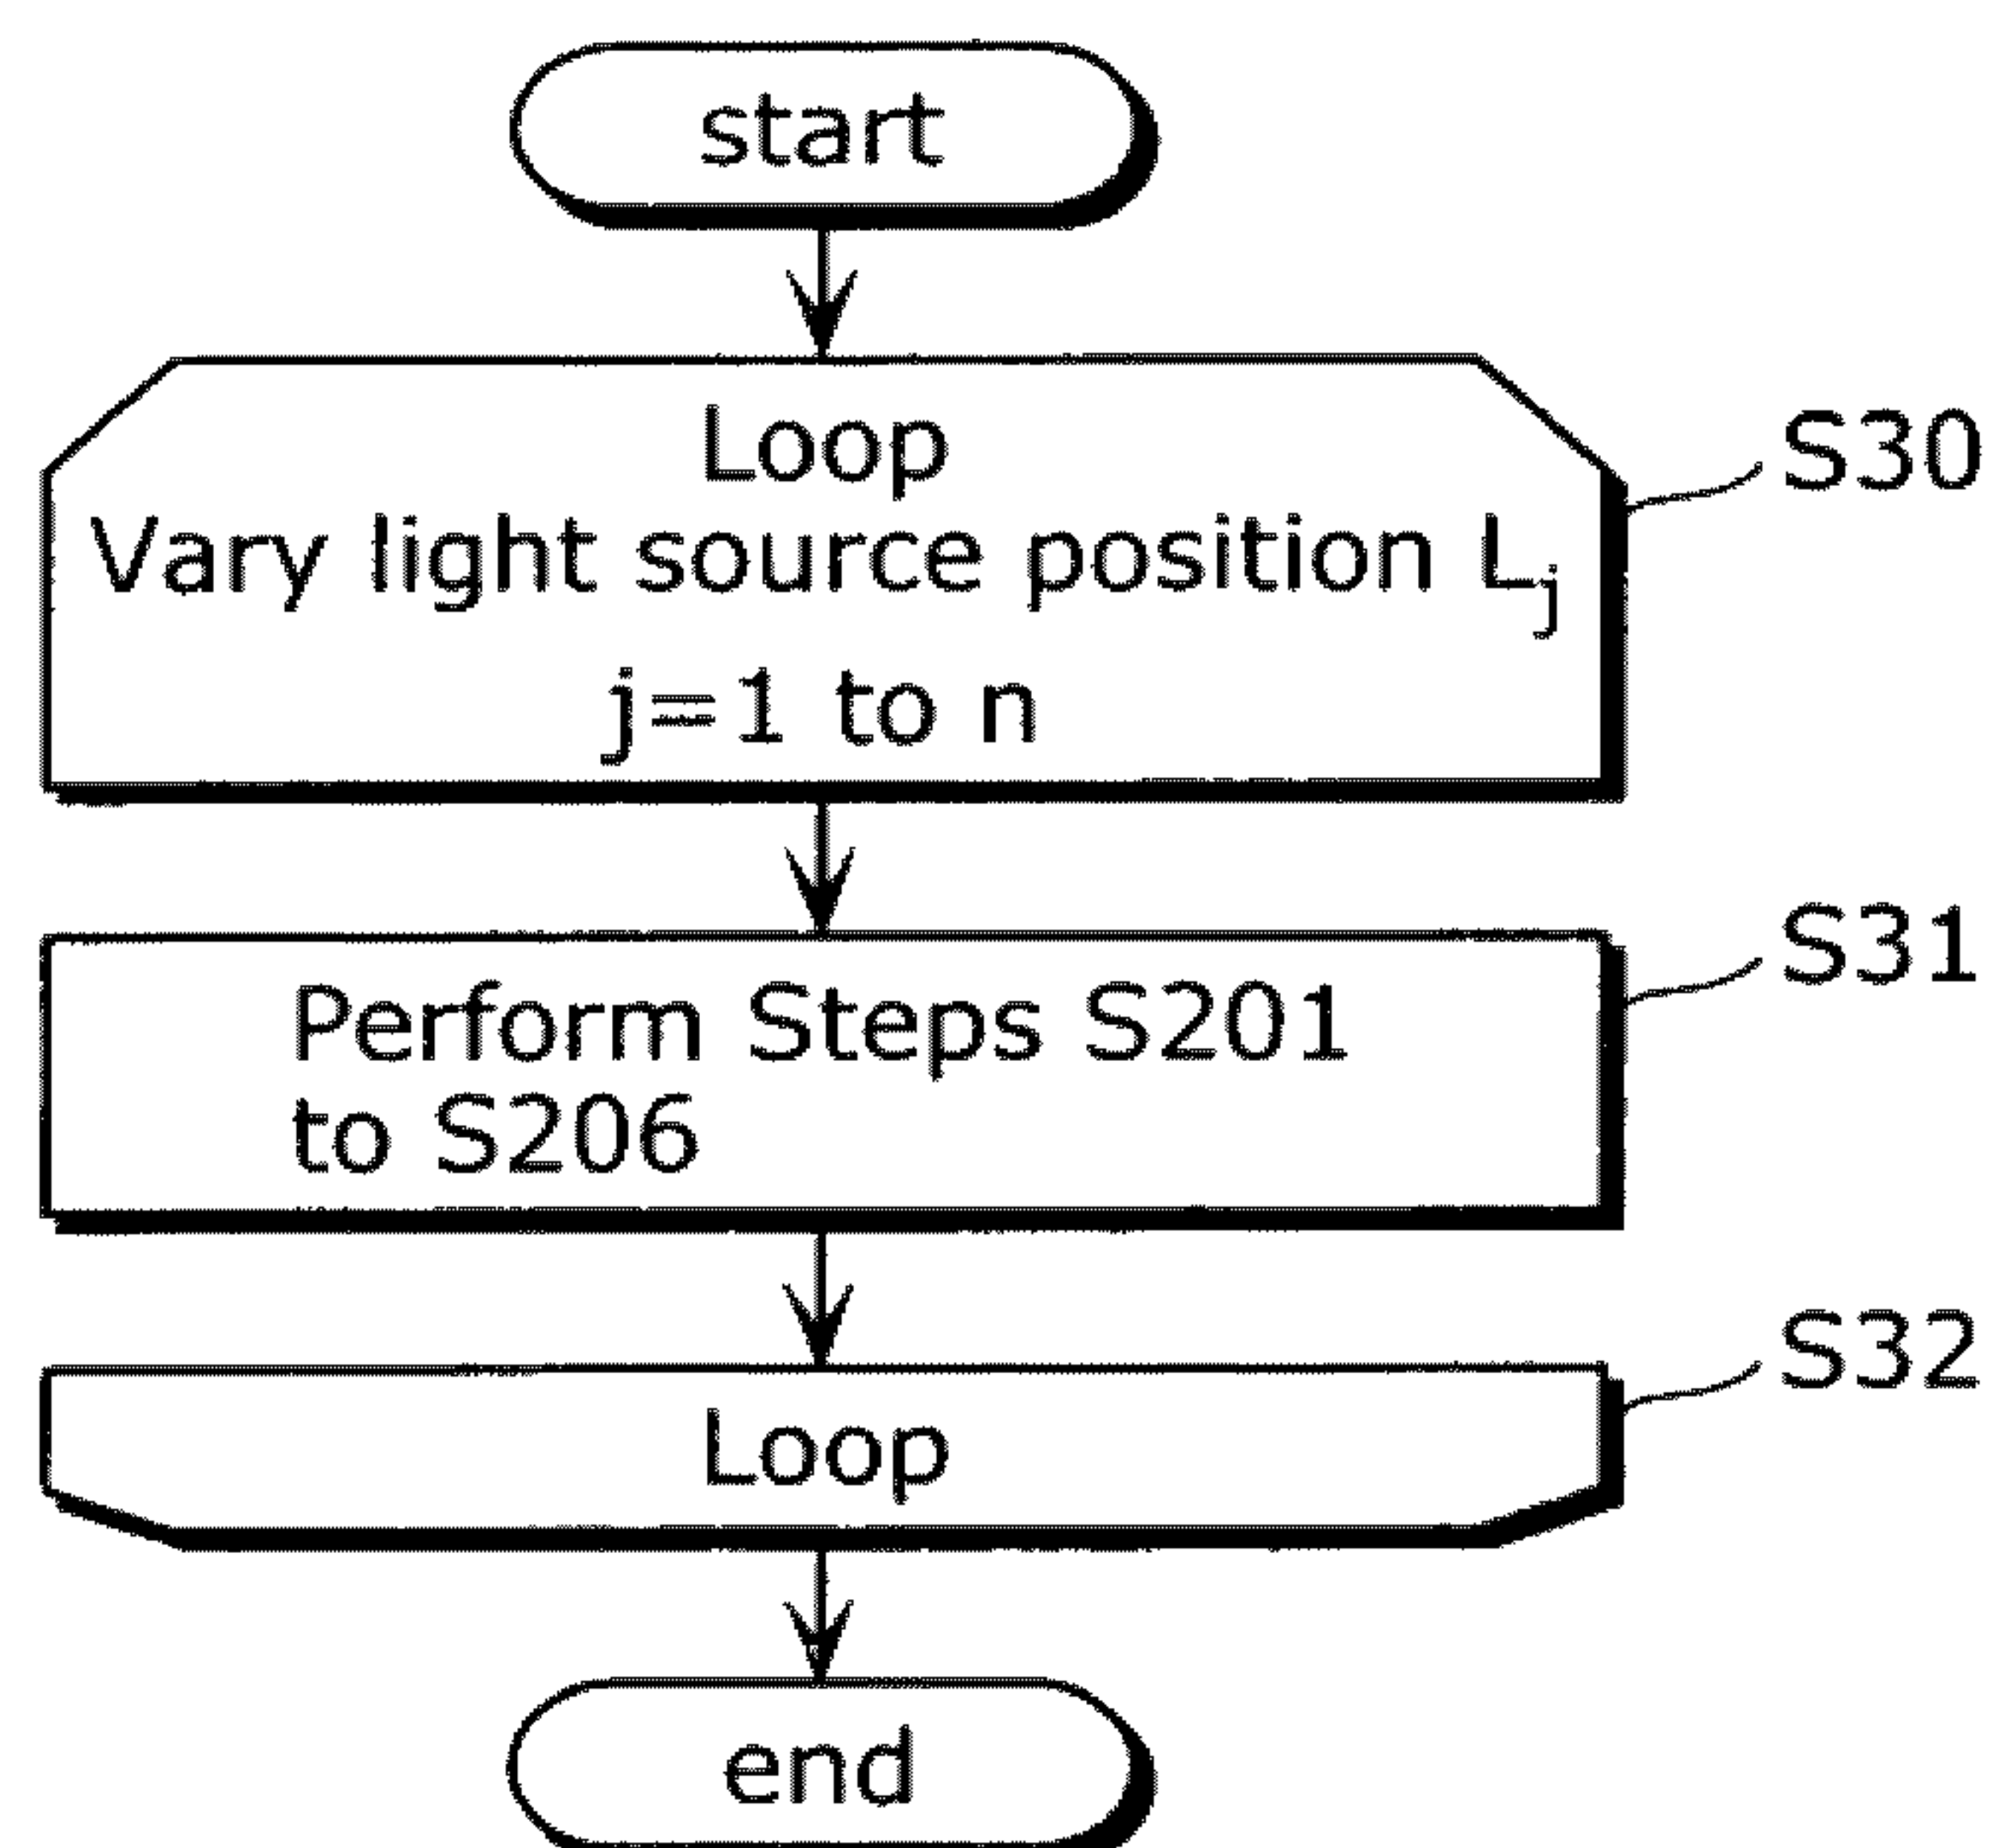 start
Loop
S30
Vary light source position Lj
j=1 to n
S31
Perform Steps S201
to S206
S32
Loop
end